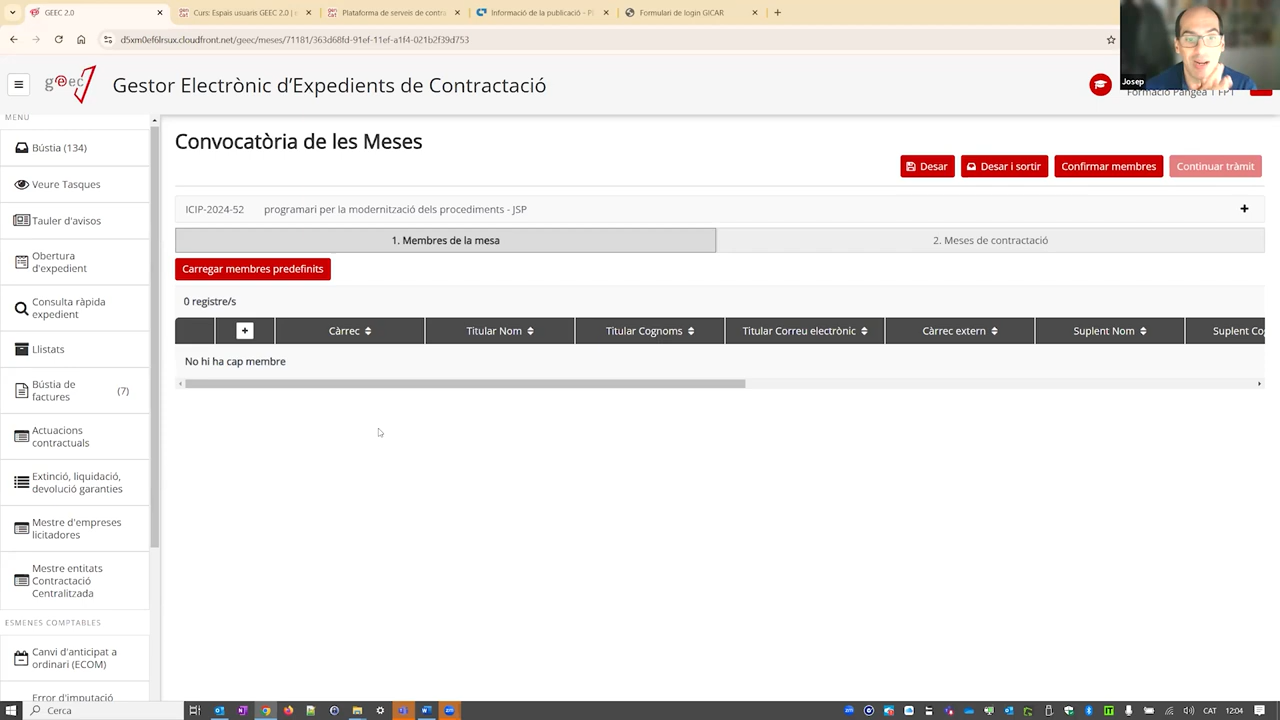 GEEC 2.0
Curs: Espais usuaris GEEC 2.0 | e
Plataforma de serveis de contra
Informació de la publicació - Pl
Formulari de login GICAR
d5xm0ef6lrsux.cloudfront.net/geec/meses/71181/363d68fd-91ef-11ef-a1f4-021b2f39d753
geec
Gestor Electrònic d'Expedients de Contractació
Josep
Formació Pangea 1 FP1
MENÚ
Bústia (134)
Veure Tasques
Tauler d'avisos
Obertura
d'expedient
Consulta ràpida
expedient
Llistats
Bústia de
factures
(7)
Actuacions
contractuals
Extinció, liquidació,
devolució garanties
Mestre d'empreses
licitadores
Mestre entitats
Contractació
Centralitzada
ESMENES COMPTABLES
Canvi d'anticipat a
ordinari (ECOM)
Error d'imputació
Convocatòria de les Meses
Desar
Desar i sortir
Confirmar membres
Continuar tràmit
ICIP-2024-52 programari per la modernització dels procediments - JSP
1. Membres de la mesa
2. Meses de contractació
Carregar membres predefinits
0 registre/s
Càrrec Titular Nom Titular Cognoms Titular Correu electrònic Càrrec extern Suplent Nom Suplent Co
No hi ha cap membre
Cerca
CAT
12:04